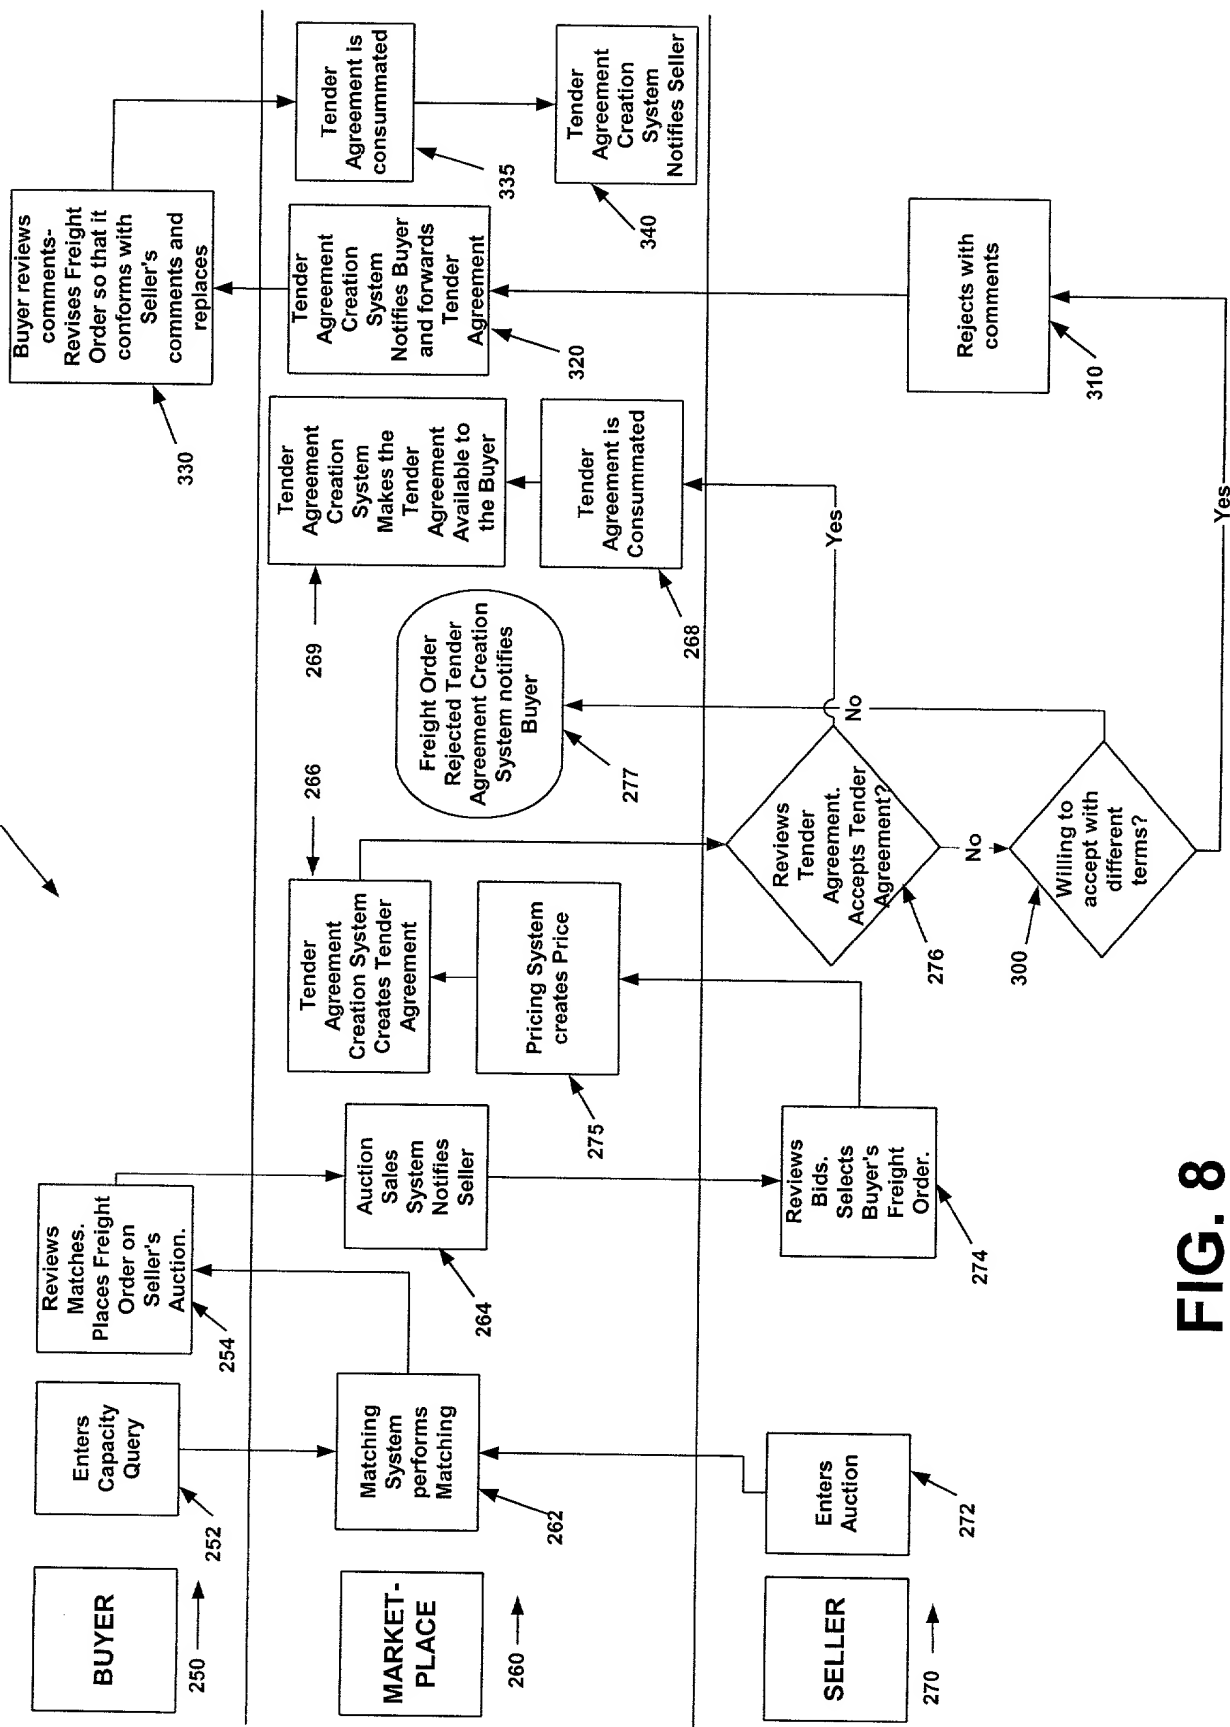 BUYER
250
Enters
Capacity
Query
252
Reviews
Matches.
Places Freight
Order on
Seller's
Auction.
254
Buyer reviews
comments-
Revises Freight
Order so that it
conforms with
Seller's
comments and
replaces
330
MARKET-
PLACE
260
Matching
System
performs
Matching
262
Auction
Sales
System
Notifies
Seller
264
Tender
Agreement
Creation System
Creates Tender
Agreement
266
Pricing System
creates Price
275
Freight Order
Rejected Tender
Agreement Creation
System notifies
Buyer
277
Tender
Agreement
Creation
System
Makes the
Tender
Agreement
Available to
the Buyer
269
Tender
Agreement is
Consummated
268
Tender
Agreement
Creation
System
Notifies Buyer
and forwards
Tender
Agreement
320
Tender
Agreement is
consummated
335
Tender
Agreement
Creation
System
Notifies Seller
340
SELLER
270
Enters
Auction
272
Reviews
Bids.
Selects
Buyer's
Freight
Order.
274
Reviews
Tender
Agreement.
Accepts Tender
Agreement?
276
Yes
No
No
Willing to
accept with
different
terms?
300
Rejects with
comments
310
Yes
FIG. 8